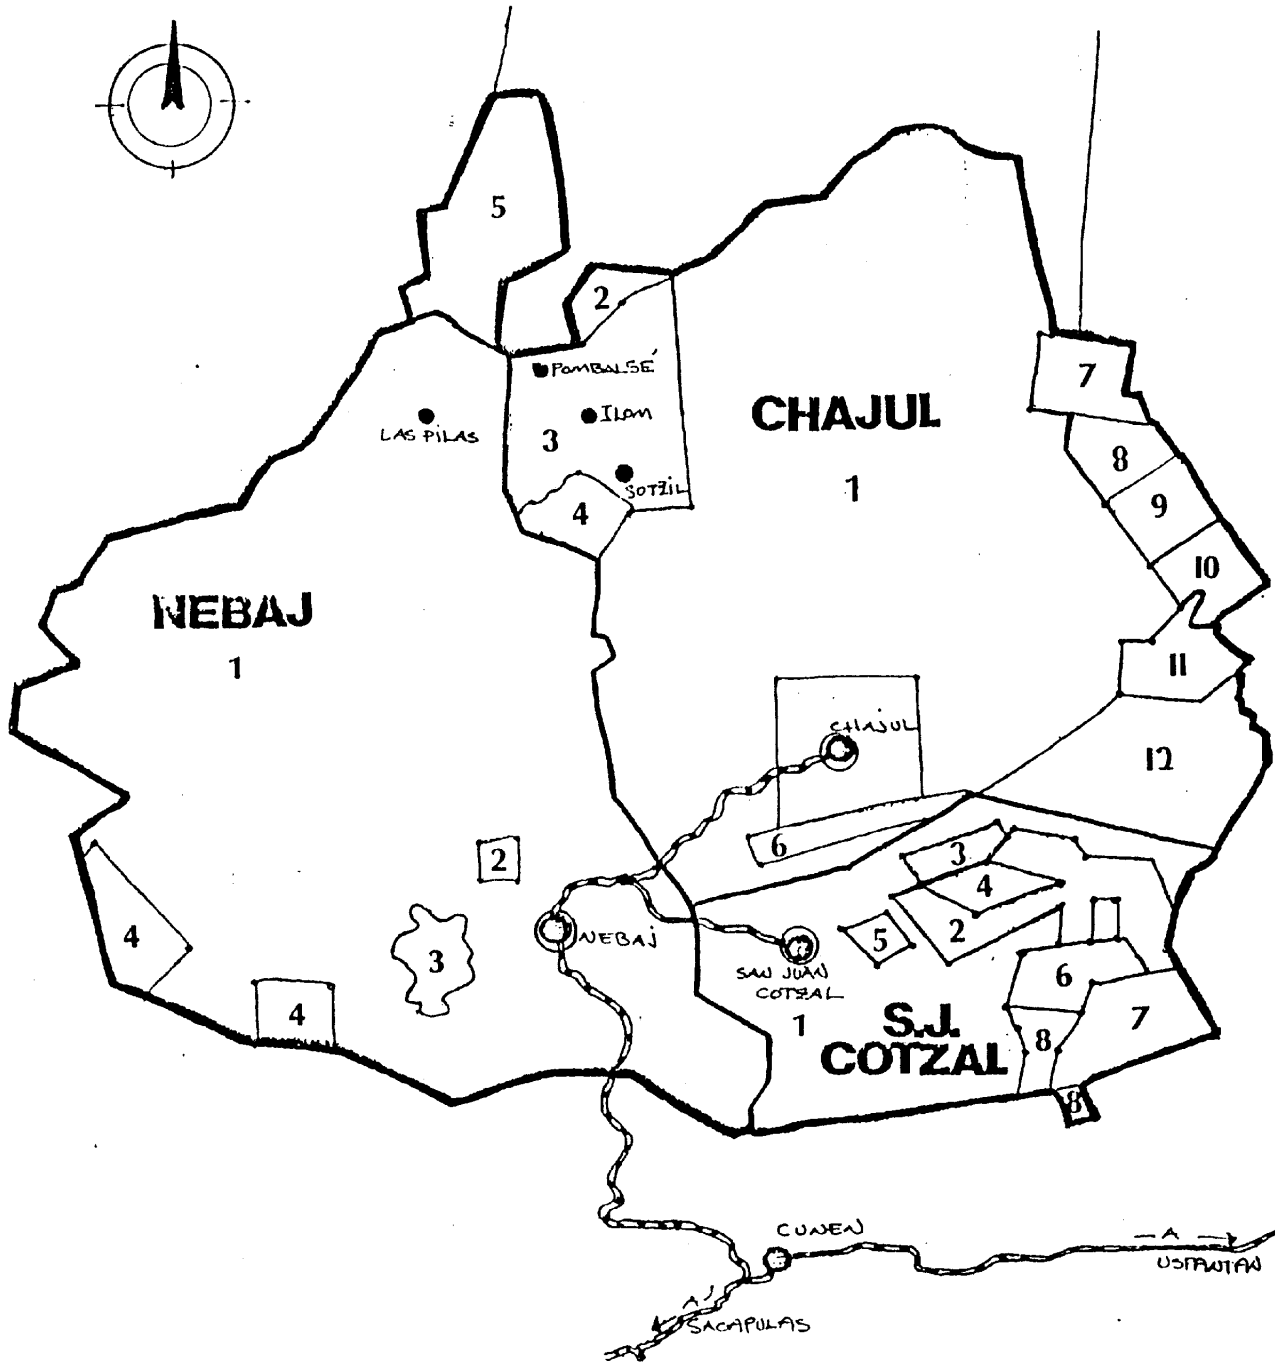 5
2
POMBALSÉ
7
LAS PILAS
ILOM
CHAJUL
3
8
SOTZIL
1
9
4
10
NEBAJ
1
11
CHAJUL
12
6
2
3
4
4
NEBAJ
5
2
3
SAN JUAN
COTZAL
6
4
1
S.J.
COTZAL
8
7
8
CUNEN
A
USPANTAN
A'
SACAPULAS